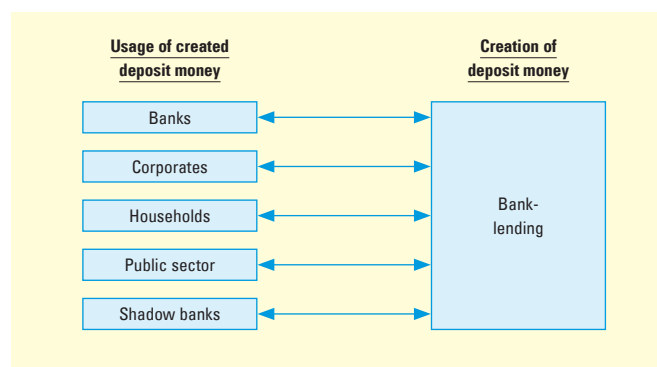 Usage of created
deposit money
Creation of
deposit money
Banks
Corporates
Households
Public sector
Shadow banks
Bank-
lending